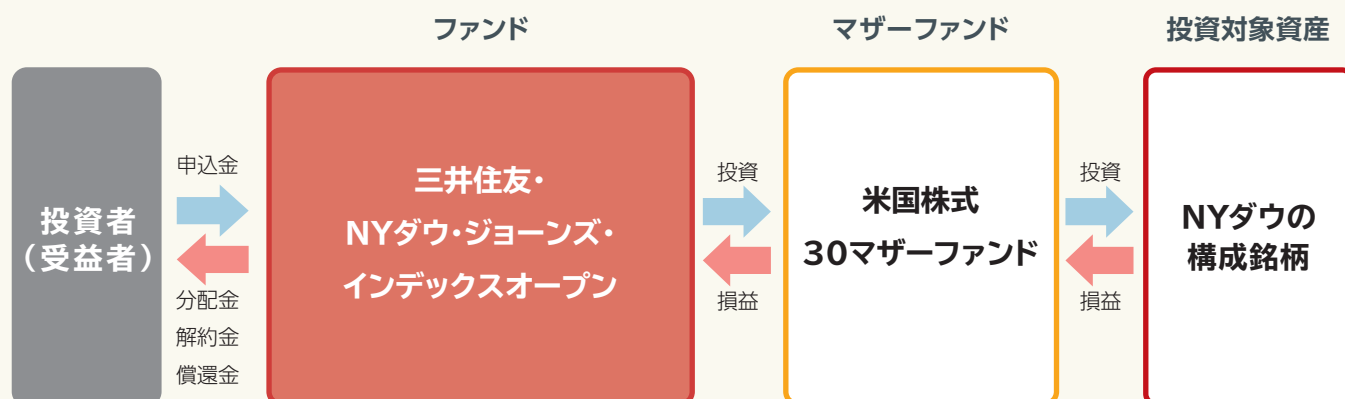 ファンド
マザーファンド
投資対象資産
投資者
(受益者)
申込金
分配金
解約金
償還金
三井住友・
NYダウ・ジョーンズ・
インデックスオープン
投資
損益
米国株式
30マザーファンド
投資
損益
NYダウの
構成銘柄